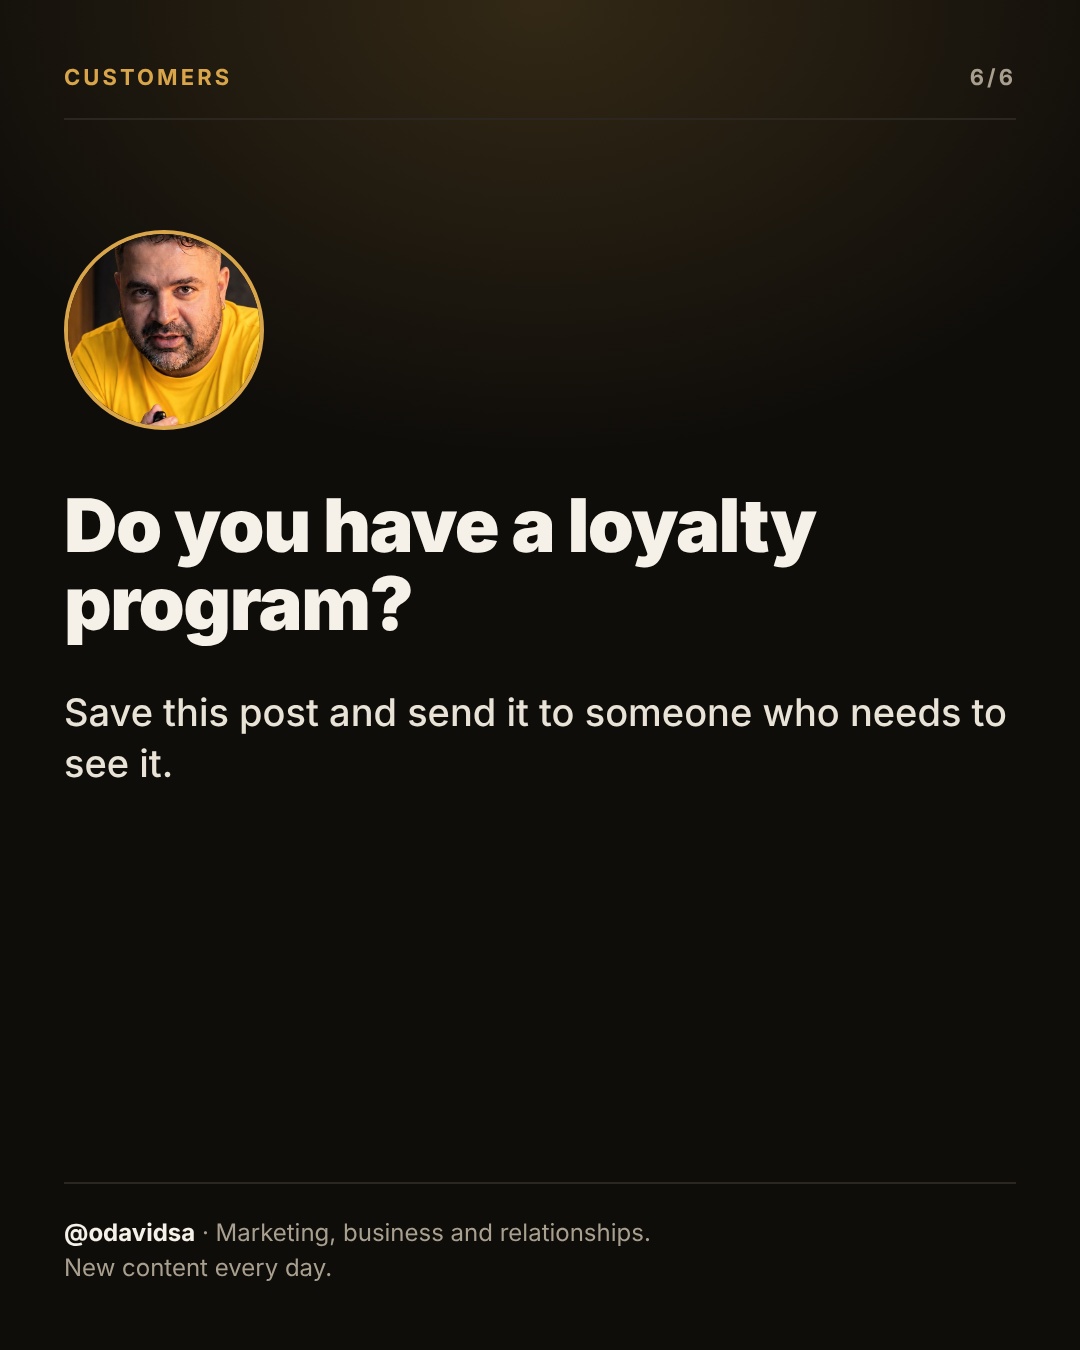 CUSTOMERS
6/6
Do you have a loyalty
program?
Save this post and send it to someone who needs to
see it.
@odavidsa · Marketing, business and relationships.
New content every day.